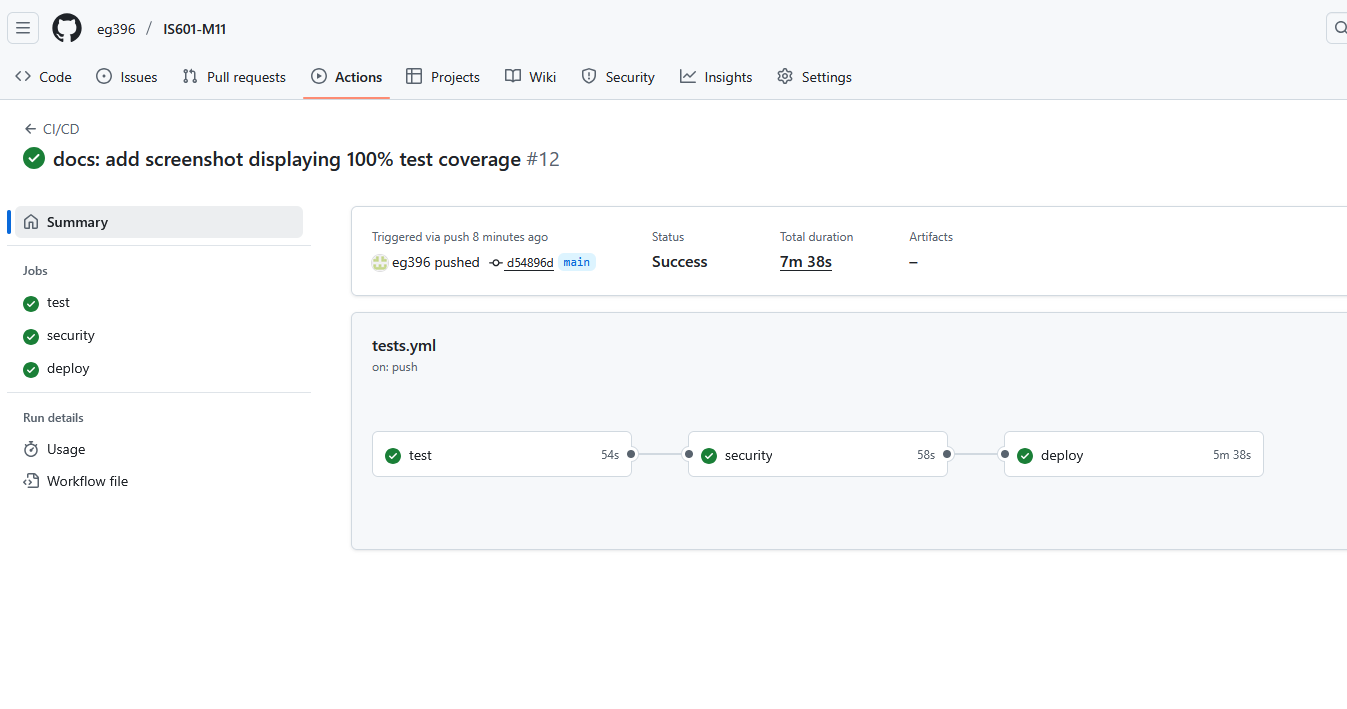 eg396 / IS601-M11
Code Issues Pull requests Actions Projects Wiki Security Insights Settings
CI/CD
docs: add screenshot displaying 100% test coverage #12
Summary
Jobs
test
security
deploy
Run details
Usage
Workflow file
Triggered via push 8 minutes ago
eg396 pushed d54896d main
Status
Success
Total duration
7m 38s
Artifacts
–
tests.yml
on: push
test 54s
security 58s
deploy 5m 38s